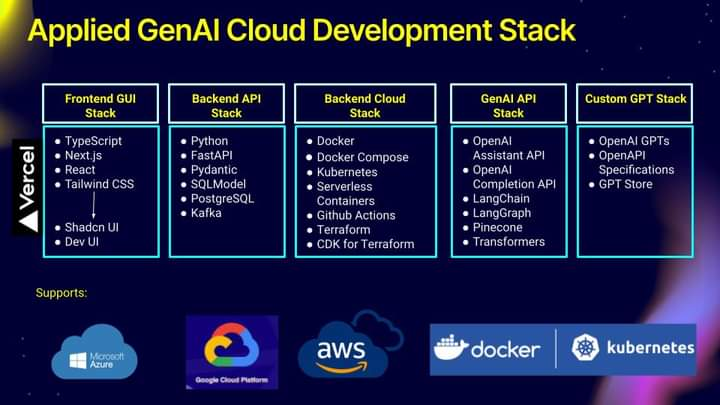 Applied GenAI Cloud Development Stack
Frontend GUI
Stack
Backend API
Stack
Backend Cloud
Stack
GenAI API
Stack
Custom GPT Stack
▲Vercel
• TypeScript
• Next.js
• React
• Tailwind CSS
• Shadcn UI
• Dev UI
• Python
• FastAPI
• Pydantic
• SQLModel
• PostgreSQL
• Kafka
• Docker
• Docker Compose
• Kubernetes
• Serverless
Containers
• Github Actions
• Terraform
• CDK for Terraform
• OpenAI
Assistant API
• OpenAI
Completion API
• LangChain
• LangGraph
• Pinecone
• Transformers
• OpenAI GPTs
• OpenAPI
Specifications
• GPT Store
Supports:
Microsoft
Azure
Google Cloud Platform
aws
docker
kubernetes